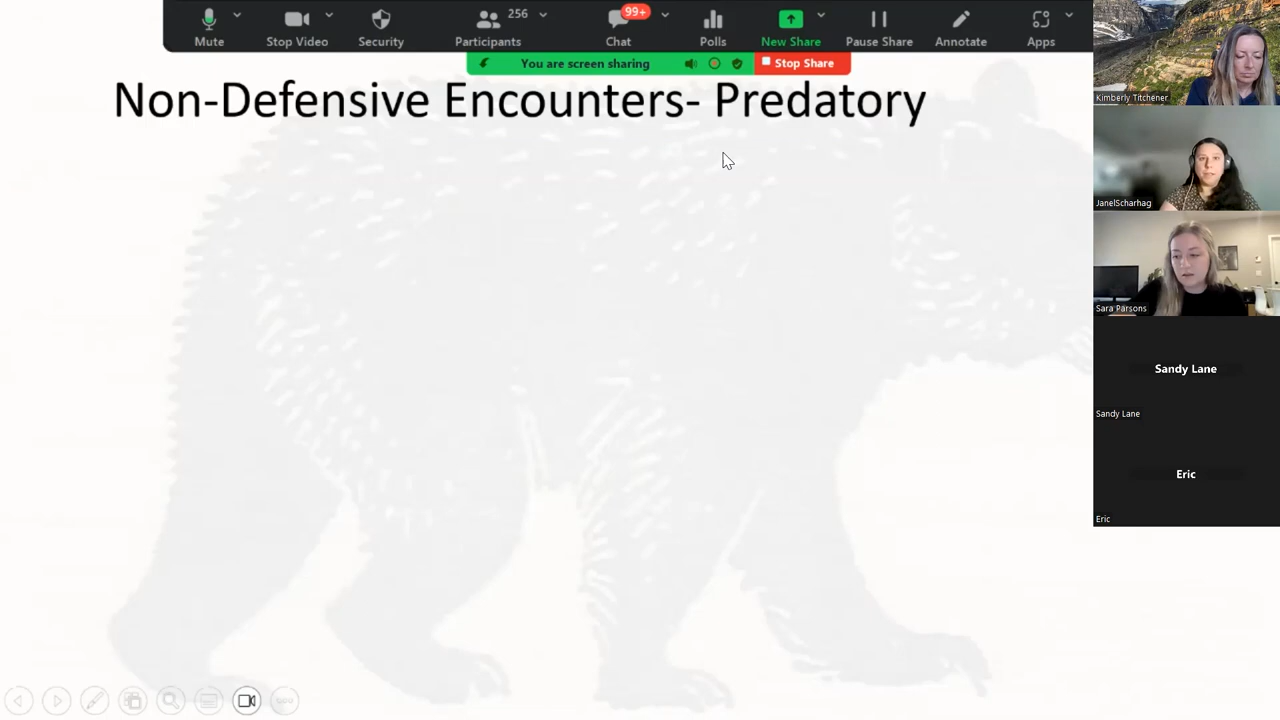 256
99+
Mute
Stop Video
Security
Participants
Chat
Polls
New Share
Pause Share
Annotate
Apps
You are screen sharing
Stop Share
Non-Defensive Encounters- Predatory
Kimberly Titchener
JanelScharhag
Sara Parsons
Sandy Lane
Sandy Lane
Eric
Eric